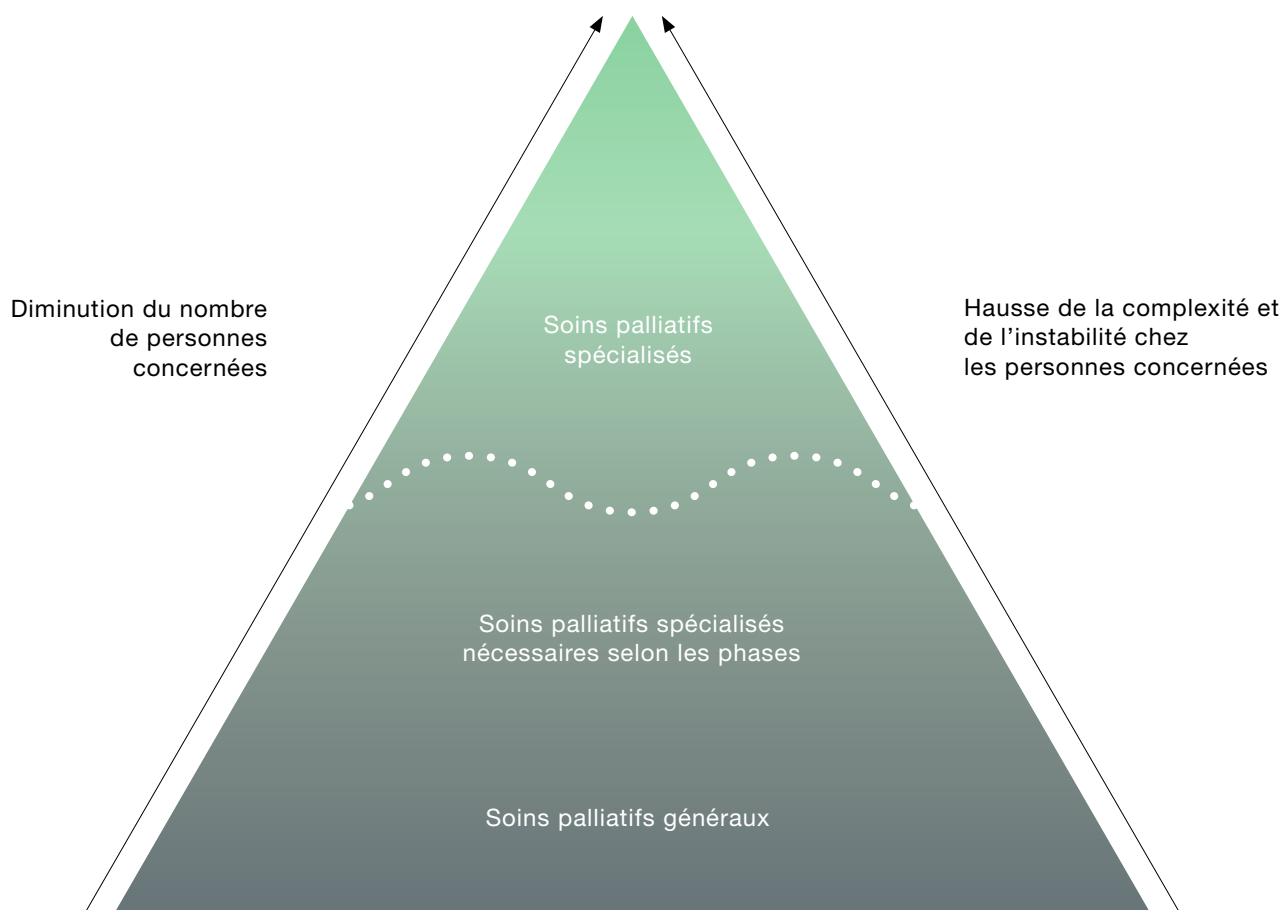 Diminution du nombre
de personnes
concernées
Soins palliatifs
spécialisés
Hausse de la complexité et
de l’instabilité chez
les personnes concernées
Soins palliatifs spécialisés
nécessaires selon les phases
Soins palliatifs généraux